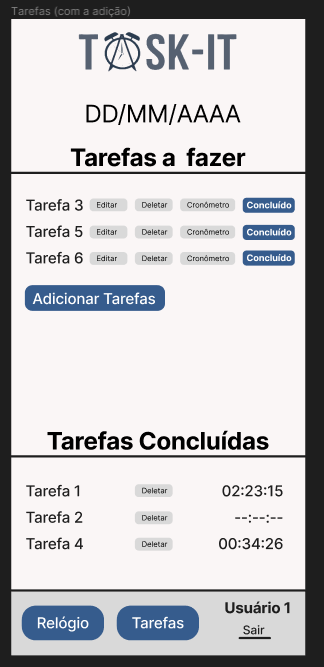 Tarefas (com a adição)
TASK-IT
DD/MM/AAAA
Tarefas a fazer
Tarefa 3 Editar Deletar Cronômetro Concluído
Tarefa 5 Editar Deletar Cronômetro Concluído
Tarefa 6 Editar Deletar Cronômetro Concluído
Adicionar Tarefas
Tarefas Concluídas
Tarefa 1 Deletar 02:23:15
Tarefa 2 Deletar --:--:--
Tarefa 4 Deletar 00:34:26
Relógio Tarefas Usuário 1
Sair